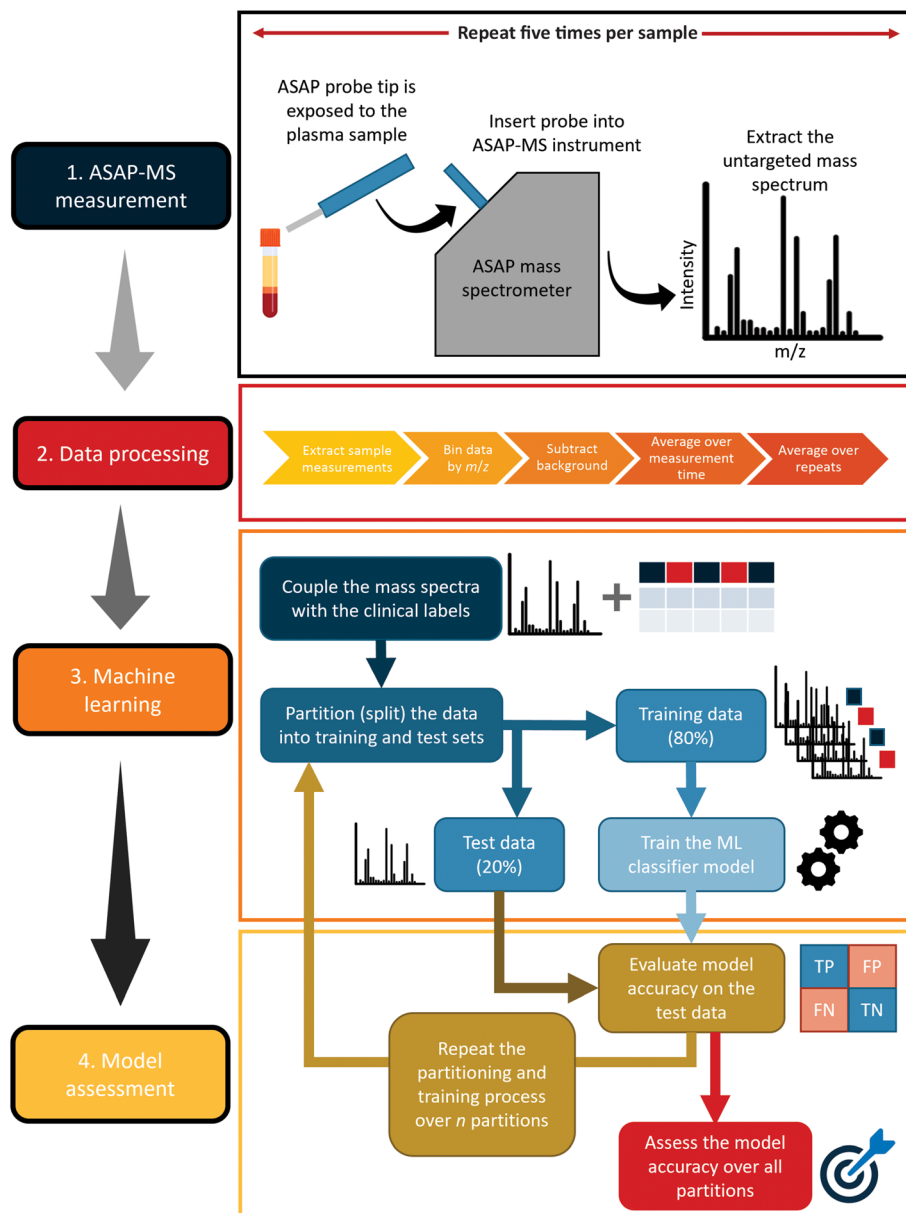 Repeat five times per sample
ASAP probe tip is
exposed to the
plasma sample
Insert probe into
ASAP-MS instrument
Extract the
untargeted mass
spectrum
1. ASAP-MS
measurement
ASAP mass
spectrometer
Intensity
m/z
2. Data processing
Extract sample
measurements
Bin data
by m/z
Subtract
background
Average over
measurement
time
Average over
repeats
Couple the mass spectra
with the clinical labels
3. Machine
learning
Partition (split) the data
into training and test sets
Training data
(80%)
Test data
(20%)
Train the ML
classifier model
Evaluate model
accuracy on the
test data
TP
FP
FN
TN
4. Model
assessment
Repeat the
partitioning and
training process
over n partitions
Assess the model
accuracy over all
partitions